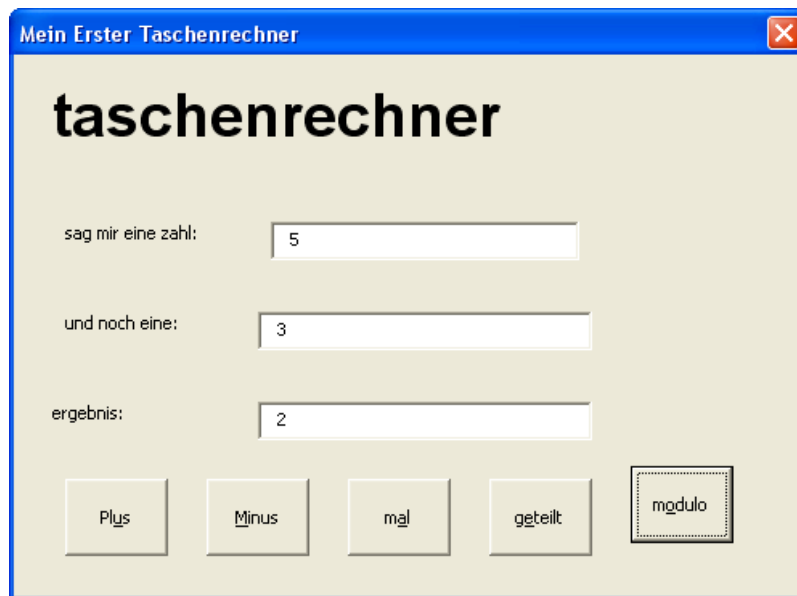 Mein Erster Taschenrechner
taschenrechner
sag mir eine zahl:
5
und noch eine:
3
ergebnis:
2
Plus
Minus
mal
geteilt
modulo